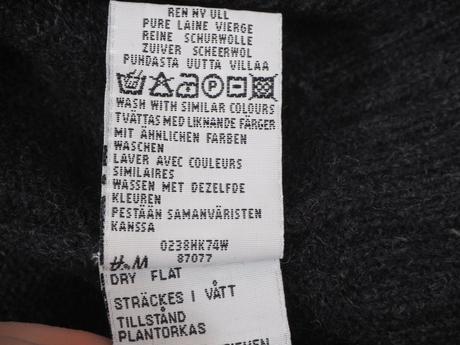 REN NY ULL
PURE LAINE VIERGE
REINE SCHURWOLLE
ZUIVER SCHEERWOL
PUHDASTA UUTTA VILLAA
P
WASH WITH SIMILAR COLOURS
TVÄTTAS MED LIKNANDE FÄRGER
MIT ÄHNLICHEN FARBEN
WASCHEN
LAVER AVEC COULEURS
SIMILAIRES
WASSEN MET DEZELFDE
KLEUREN
PESTÄÄN SAMANVÄRISTEN
KANSSA
0238HK74W
H&M 87077
DRY FLAT
STRÄCKES I VÅTT
TILLSTÅND
PLANTORKAS